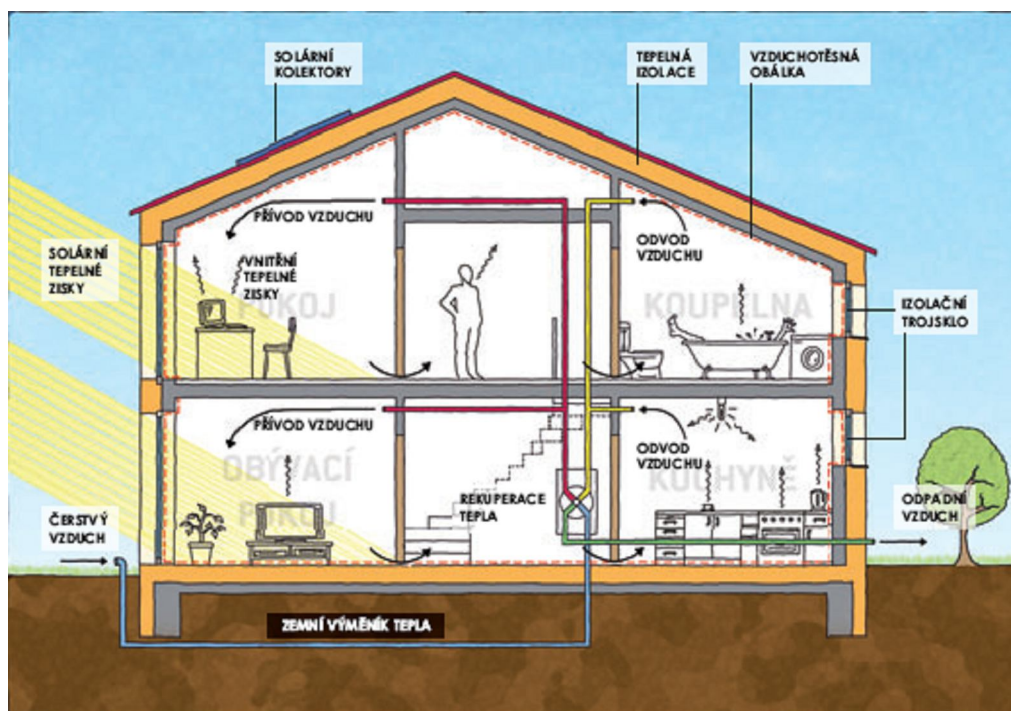 SOLÁRNÍ
KOLEKTORY
TEPELNÁ
IZOLACE
VZDUCHOTĚSNÁ
OBÁLKA
PŘÍVOD VZDUCHU
ODVOD
VZDUCHU
SOLÁRNÍ
TEPELNÉ
ZISKY
VNITŘNÍ
TEPELNÉ
ZISKY
POKOJ
KOUPELNA
IZOLAČNÍ
TROJSKLO
PŘÍVOD VZDUCHU
ODVOD
VZDUCHU
OBÝVACÍ
POKOJ
KUCHYNĚ
REKUPERACE
TEPLA
ČERSTVÝ
VZDUCH
ODPADNÍ
VZDUCH
ZEMNÍ VÝMĚNÍK TEPLA